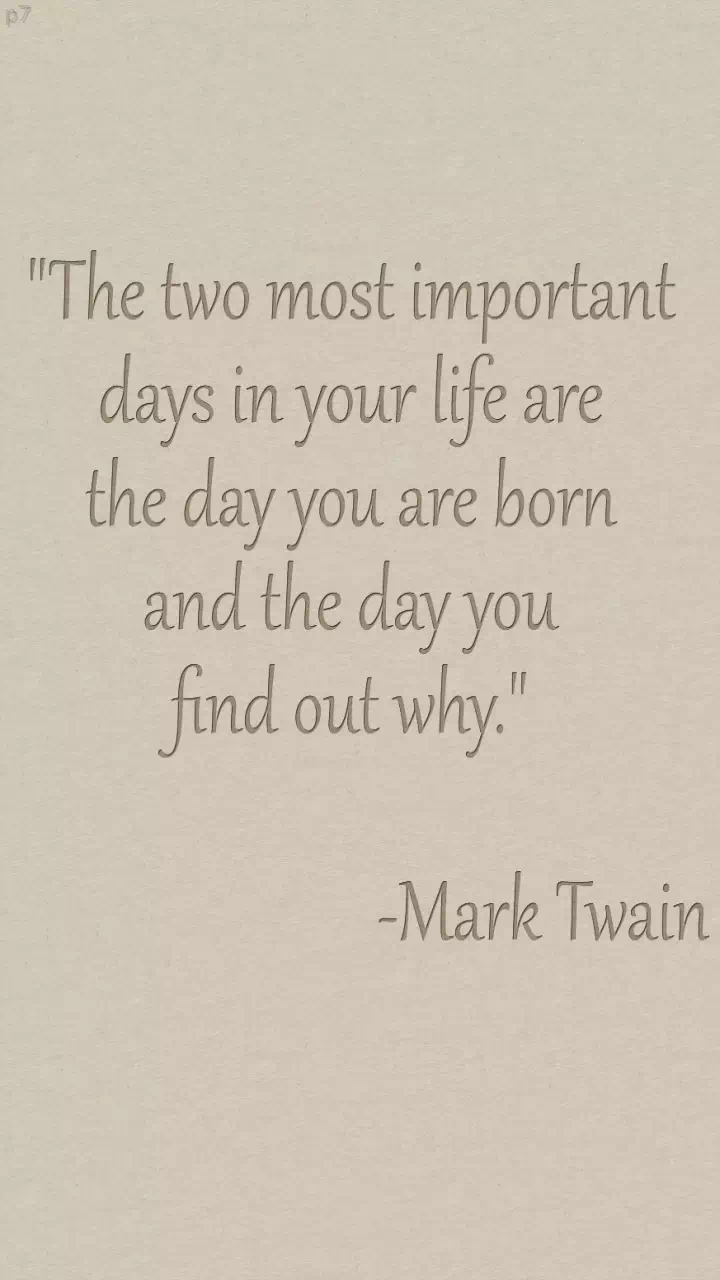 p7
"The two most important
days in your life are
the day you are born
and the day you
find out why."
-Mark Twain